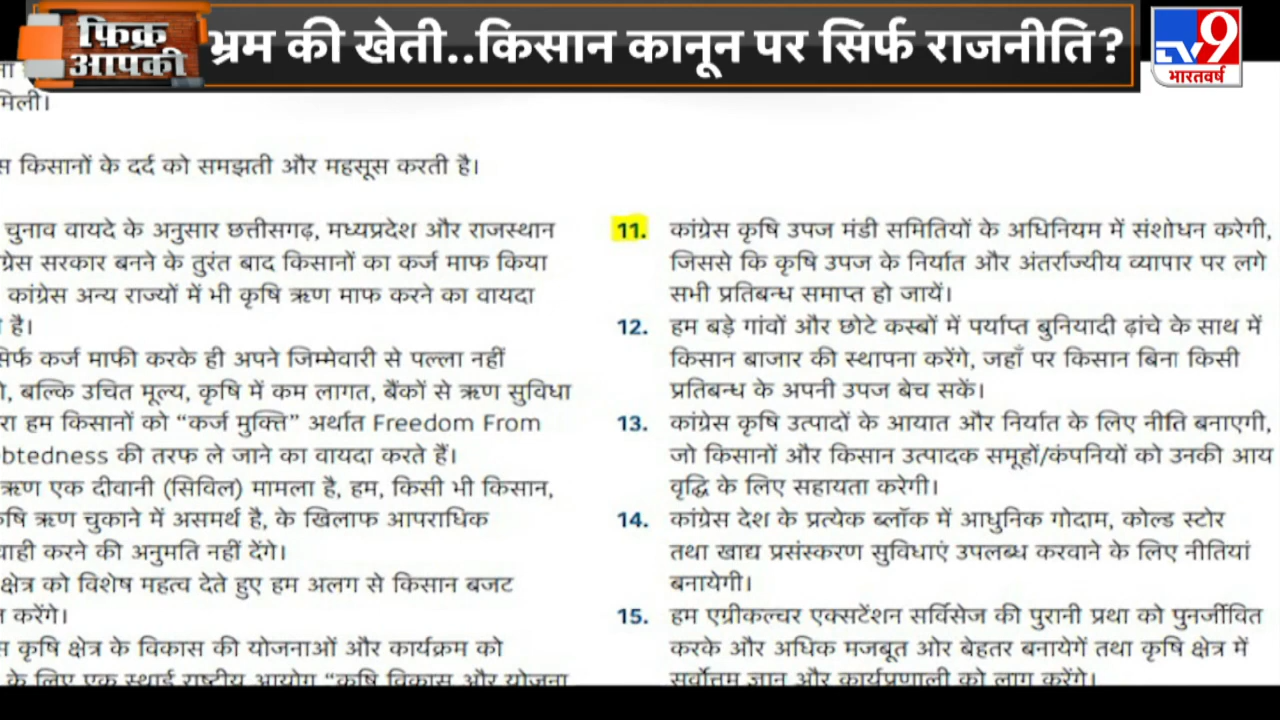 फ़िक्र
आपकी
भ्रम की खेती..किसान कानून पर सिर्फ राजनीति?
TV9
भारतवर्ष
मिली।
किसानों के दर्द को समझती और महसूस करती है।
चुनाव वायदे के अनुसार छत्तीसगढ़, मध्यप्रदेश और राजस्थान
ग्रेस सरकार बनने के तुरंत बाद किसानों का कर्ज माफ किया
कांग्रेस अन्य राज्यों में भी कृषि ऋण माफ करने का वायदा
है।
सिर्फ कर्ज माफी करके ही अपने जिम्मेवारी से पल्ला नहीं
, बल्कि उचित मूल्य, कृषि में कम लागत, बैंकों से ऋण सुविधा
रा हम किसानों को “कर्ज मुक्ति” अर्थात Freedom From
btedness की तरफ ले जाने का वायदा करते हैं।
ऋण एक दीवानी (सिविल) मामला है, हम, किसी भी किसान,
षि ऋण चुकाने में असमर्थ है, के खिलाफ आपराधिक
वाही करने की अनुमति नहीं देंगे।
क्षेत्र को विशेष महत्व देते हुए हम अलग से किसान बजट
करेंगे।
कृषि क्षेत्र के विकास की योजनाओं और कार्यक्रम को
के लिए एक स्थाई राष्ट्रीय आयोग “कृषि विकास और योजना
11. कांग्रेस कृषि उपज मंडी समितियों के अधिनियम में संशोधन करेगी,
जिससे कि कृषि उपज के निर्यात और अंतर्राज्यीय व्यापार पर लगे
सभी प्रतिबन्ध समाप्त हो जायें।
12. हम बड़े गांवों और छोटे कस्बों में पर्याप्त बुनियादी ढ़ांचे के साथ में
किसान बाजार की स्थापना करेंगे, जहाँ पर किसान बिना किसी
प्रतिबन्ध के अपनी उपज बेच सकें।
13. कांग्रेस कृषि उत्पादों के आयात और निर्यात के लिए नीति बनाएगी,
जो किसानों और किसान उत्पादक समूहों/कंपनियों को उनकी आय
वृद्घि के लिए सहायता करेगी।
14. कांग्रेस देश के प्रत्येक ब्लॉक में आधुनिक गोदाम, कोल्ड स्टोर
तथा खाद्य प्रसंस्करण सुविधाएं उपलब्ध करवाने के लिए नीतियां
बनायेगी।
15. हम एग्रीकल्चर एक्सटेंशन सर्विसेज की पुरानी प्रथा को पुनर्जीवित
करके और अधिक मजबूत ओर बेहतर बनायेगें तथा कृषि क्षेत्र में
सर्वोत्तम ज्ञान और कार्यप्रणाली को लागू करेंगे।